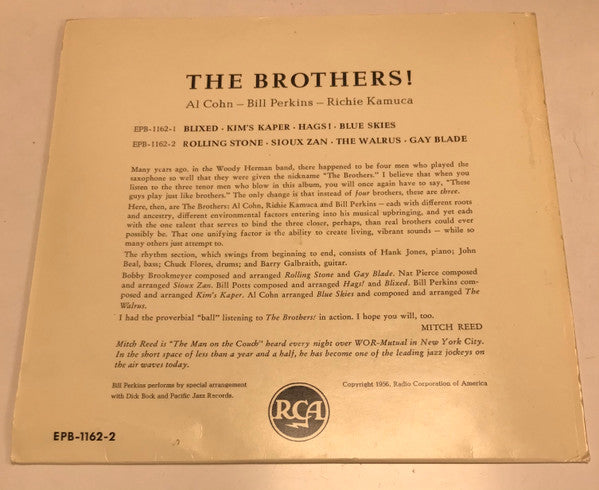 THE BROTHERS!
Al Cohn – Bill Perkins – Richie Kamuca
EPB-1162-1 BLIXED · KIM'S KAPER · HAGS! · BLUE SKIES
EPB-1162-2 ROLLING STONE · SIOUX ZAN · THE WALRUS · GAY BLADE
Many years ago, in the Woody Herman band, there happened to be four men who played the
saxophone so well that they were given the nickname "The Brothers." I believe that when you
listen to the three tenor men who blow in this album, you will once again have to say, "These
guys play just like brothers." The only change is that instead of four brothers, these are three.
Here, then, are The Brothers: Al Cohn, Richie Kamuca and Bill Perkins – each with different roots
and ancestry, different environmental factors entering into his musical upbringing, and yet each
with the one talent that serves to bind the three closer, perhaps, than real brothers could ever
possibly be. That one unifying factor is the ability to create living, vibrant sounds – while so
many others just attempt to.
The rhythm section, which swings from beginning to end, consists of Hank Jones, piano; John
Beal, bass; Chuck Flores, drums; and Barry Galbraith, guitar.
Bobby Brookmeyer composed and arranged Rolling Stone and Gay Blade. Nat Pierce composed
and arranged Sioux Zan. Bill Potts composed and arranged Hags! and Blixed. Bill Perkins com-
posed and arranged Kim's Kaper. Al Cohn arranged Blue Skies and composed and arranged The
Walrus.
I had the proverbial "ball" listening to The Brothers! in action. I hope you will, too.
MITCH REED
Mitch Reed is "The Man on the Couch" heard every night over WOR-Mutual in New York City.
In the short space of less than a year and a half, he has become one of the leading jazz jockeys on
the air waves today.
Bill Perkins performs by special arrangement
with Dick Bock and Pacific Jazz Records.
RCA
Copyright 1956, Radio Corporation of America
EPB-1162-2